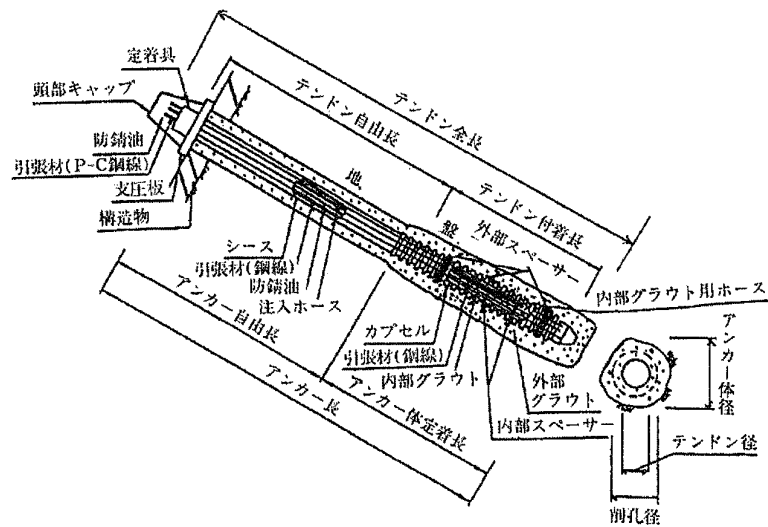 定着具
頭部キャップ
防錆油
引張材(P-C鋼線)
支圧板
構造物
テンドン全長
テンドン自由長
テンドン付着長
地
盤
外部スペーサー
シース
引張材(鋼線)
防錆油
注入ホース
内部グラウト用ホース
カプセル
引張材(鋼線)
内部グラウト
外部
グラウト
内部スペーサー
アンカー自由長
アンカー長
アンカー体定着長
アンカー体径
テンドン径
削孔径